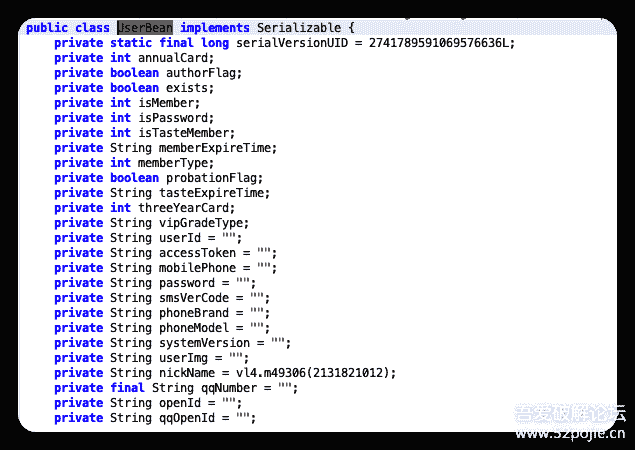 public class UserBean implements Serializable {
private static final long serialVersionUID = 2741789591069576636L;
private int annualCard;
private boolean authorFlag;
private boolean exists;
private int isMember;
private int isPassword;
private int isTasteMember;
private String memberExpireTime;
private int memberType;
private boolean probationFlag;
private String tasteExpireTime;
private int threeYearCard;
private String vipGradeType;
private String userId = "";
private String accessToken = "";
private String mobilePhone = "";
private String password = "";
private String smsVerCode = "";
private String phoneBrand = "";
private String phoneModel = "";
private String systemVersion = "";
private String userImg = "";
private String nickName = vl4.m49306(2131821012);
private final String qqNumber = "";
private String openId = "";
private String qqOpenId = "";
吾爱破解论坛
www.52pojie.cn